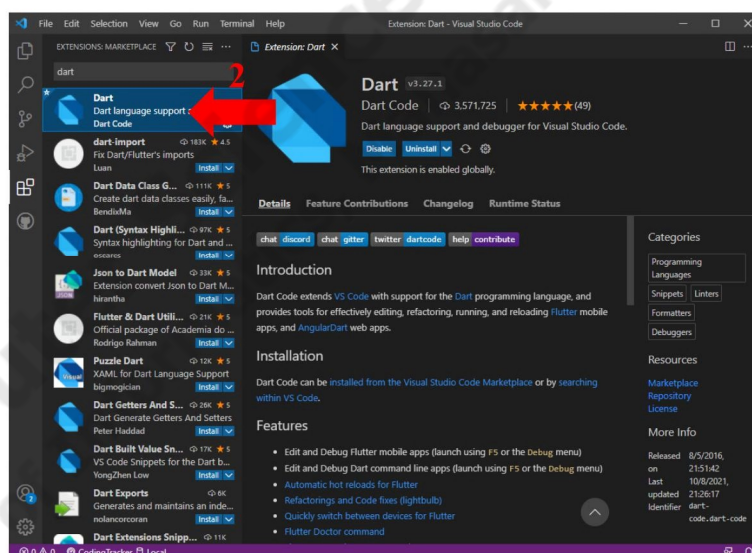 File Edit Selection View Go Run Terminal Help
Extension: Dart - Visual Studio Code
EXTENSIONS: MARKETPLACE
Extension: Dart
dart
2
Dart
Dart language support
Dart Code
dart-import 183K ★ 4.5
Fix Dart/Flutter's imports
Luan Install
Dart Data Class G... 111K ★ 5
Create dart data classes easily, fa...
BendixMa Install
Dart (Syntax Highli... 97K ★ 5
Syntax highlighting for Dart and ...
oscarcs Install
Json to Dart Model 33K ★ 5
Extension convert Json to Dart M...
hirantha Install
Flutter & Dart Utili... 21K ★ 5
Official package of Academia do ...
Rodrigo Rahman Install
Puzzle Dart 12K ★ 5
XAML for Dart Language Support
bigmogician Install
Dart Getters And S... 26K ★ 5
Dart Generate Getters And Setters
Peter Haddad Install
Dart Built Value Sn... 17K ★ 5
VS Code Snippets for the Dart b...
YongZhen Low Install
Dart Exports 6K
Generates and maintains an inde...
nolancorcoran Install
Dart Extensions Snipp... 11K
Dart v3.27.1
Dart Code 3,571,725 ★★★★★(49)
Dart language support and debugger for Visual Studio Code.
Disable Uninstall
This extension is enabled globally.
Details Feature Contributions Changelog Runtime Status
chat discord chat gitter twitter dartcode help contribute
Introduction
Dart Code extends VS Code with support for the Dart programming language, and
provides tools for effectively editing, refactoring, running, and reloading Flutter mobile
apps, and AngularDart web apps.
Installation
Dart Code can be installed from the Visual Studio Code Marketplace or by searching
within VS Code.
Features
Edit and Debug Flutter mobile apps (launch using F5 or the Debug menu)
Edit and Debug Dart command line apps (launch using F5 or the Debug menu)
Automatic hot reloads for Flutter
Refactorings and Code fixes (lightbulb)
Quickly switch between devices for Flutter
Flutter Doctor command
Categories
Programming
Languages
Snippets Linters
Formatters
Debuggers
Resources
Marketplace
Repository
License
More Info
Released on 8/5/2016, 21:51:42
Last updated 10/8/2021, 21:26:17
Identifier dart-code.dart-code
2
0 0 CodingTracker Local